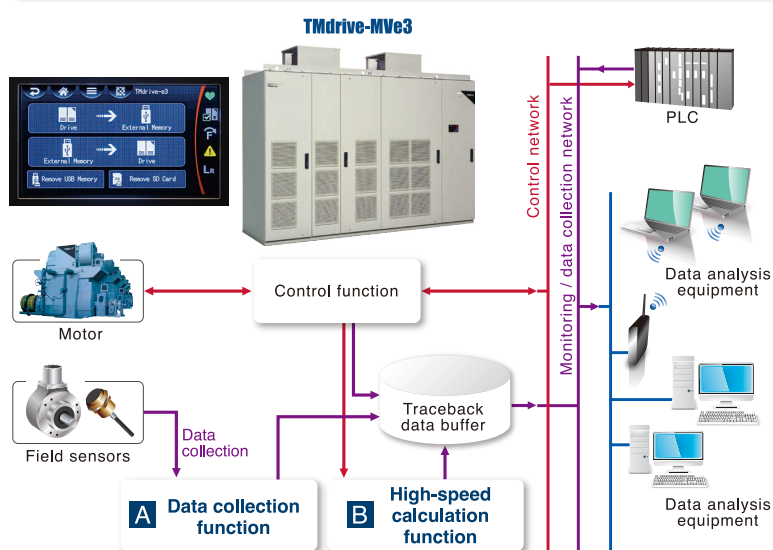 TMdrive-MVe3
TMdrive-e3
Drive
External Memory
External Memory
Drive
Remove USB Memory
Remove SD Card
F
LR
Control network
Monitoring / data collection network
PLC
Data analysis
equipment
Control function
Motor
Traceback
data buffer
Field sensors
Data
collection
A
Data collection
function
B
High-speed
calculation
function
Data analysis
equipment